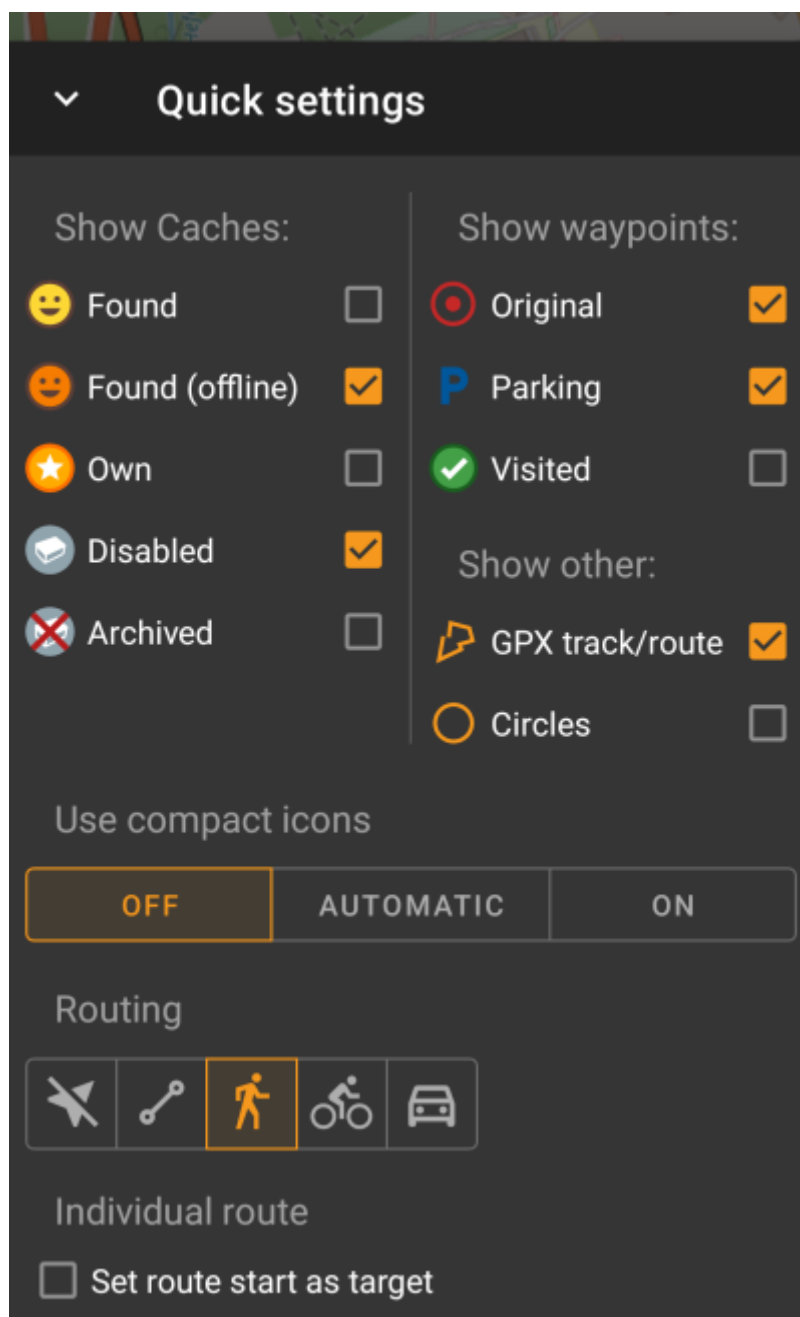 Quick settings
Show Caches:
Found
Found (offline)
Own
Disabled
Archived
Show waypoints:
Original
P Parking
Visited
Show other:
GPX track/route
Circles
Use compact icons
OFF AUTOMATIC ON
Routing
Individual route
Set route start as target